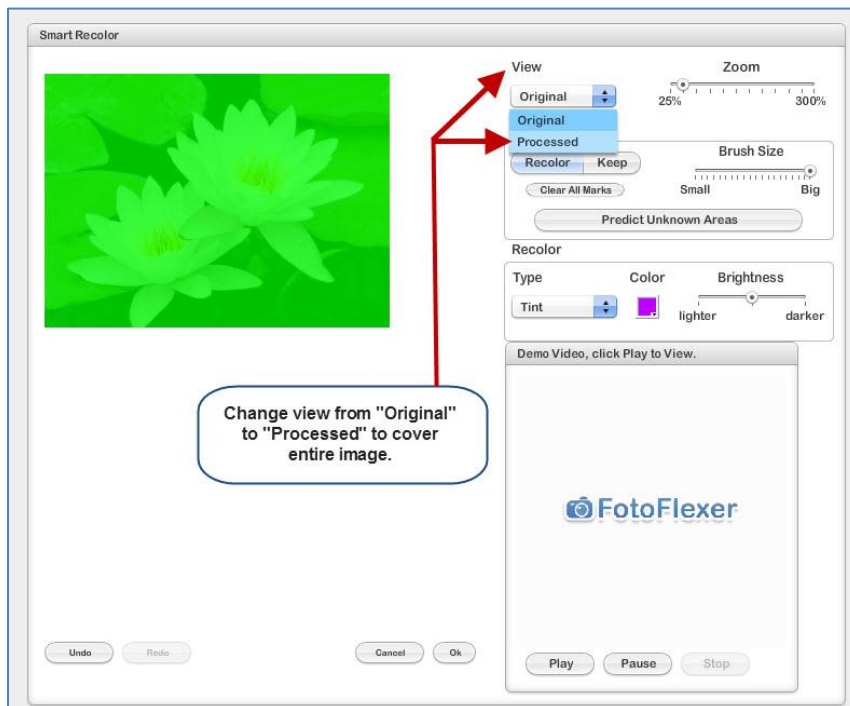 Smart Recolor
View
Zoom
Original
25%
300%
Original
Processed
Recolor
Keep
Brush Size
Clear All Marks
Small
Big
Predict Unknown Areas
Recolor
Type
Color
Brightness
Tint
lighter
darker
Demo Video, click Play to View.
Change view from "Original"
to "Processed" to cover
entire image.
FotoFlexer
Undo
Redo
Cancel
Ok
Play
Pause
Stop